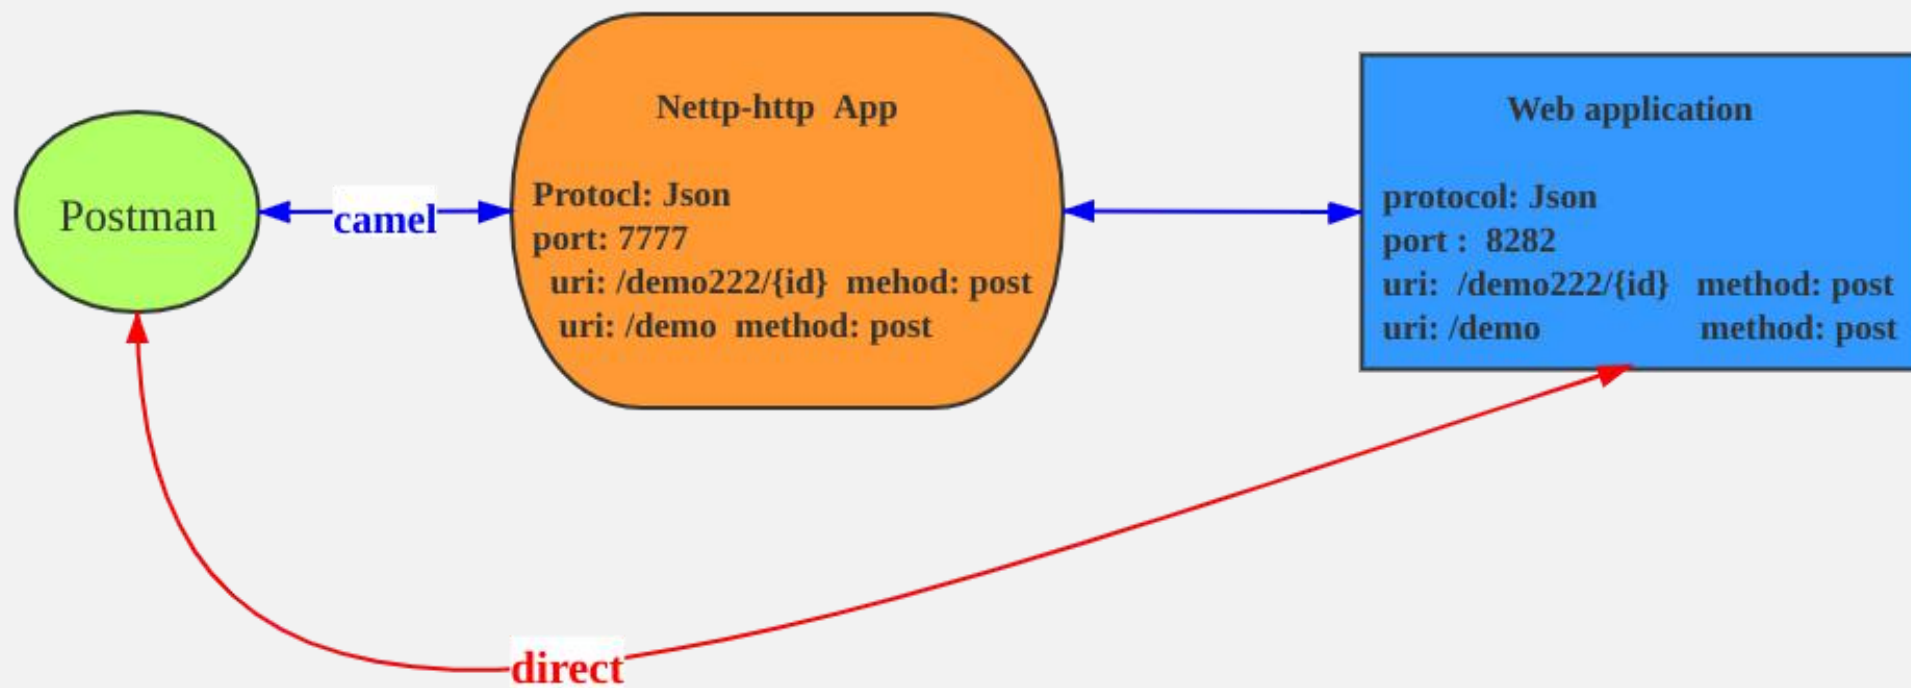 Postman
camel
Nettp-http App
Protocl: Json
port: 7777
uri: /demo222/{id} mehod: post
uri: /demo method: post
Web application
protocol: Json
port : 8282
uri: /demo222/{id} method: post
uri: /demo method: post
direct